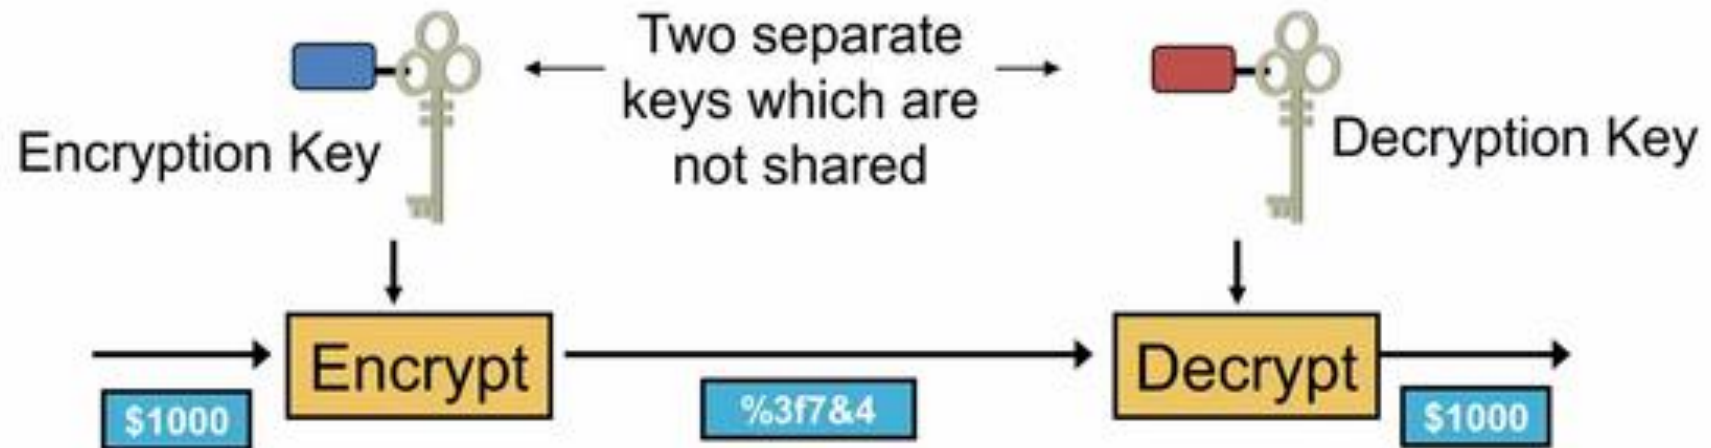 Two separate
keys which are
not shared
Encryption Key
Decryption Key
Encrypt
Decrypt
$1000
%3f7&4
$1000